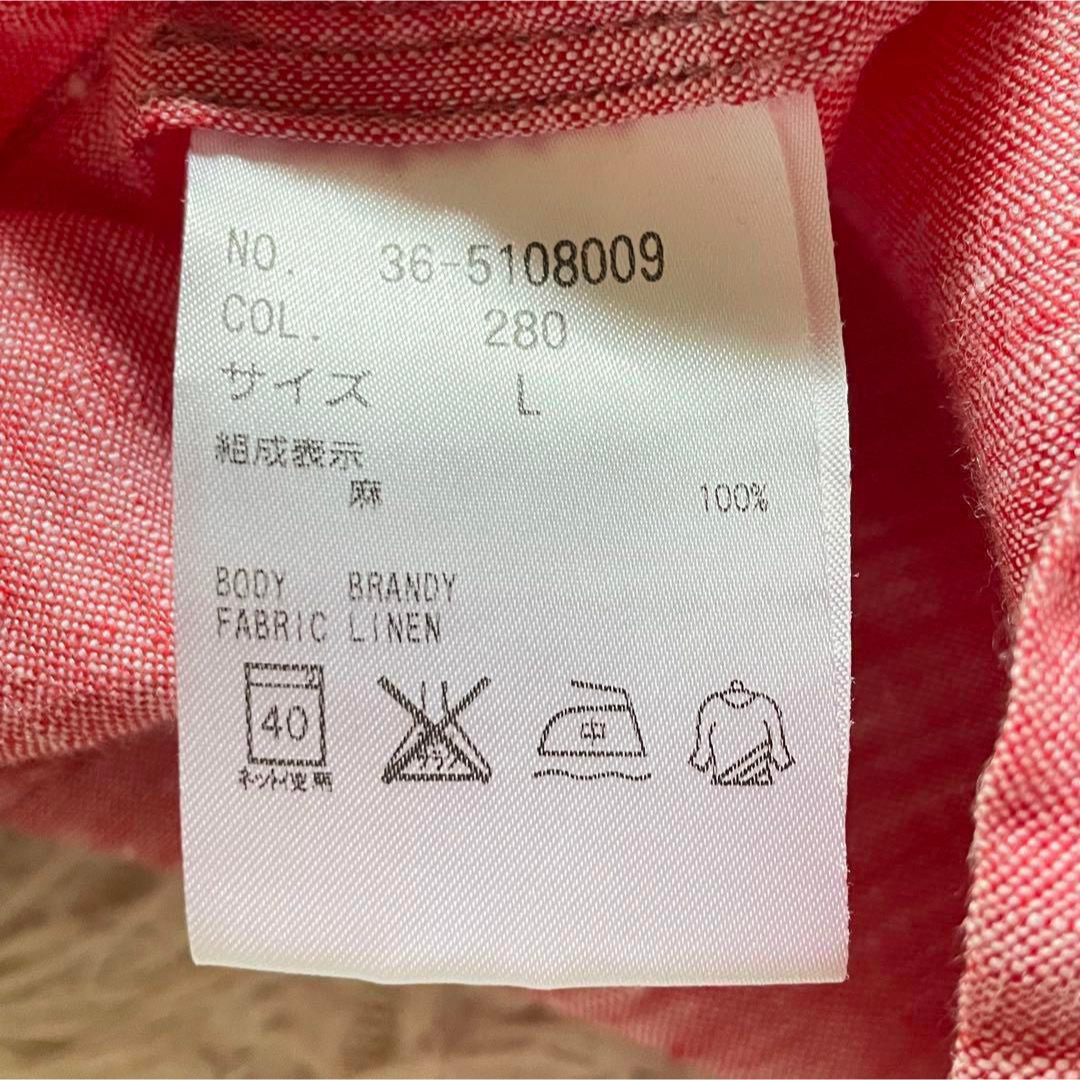 NO. 36-5108009
COL. 280
サイズ L
組成表示
麻 100%
BODY BRANDY
FABRIC LINEN
40
ネット使用
中